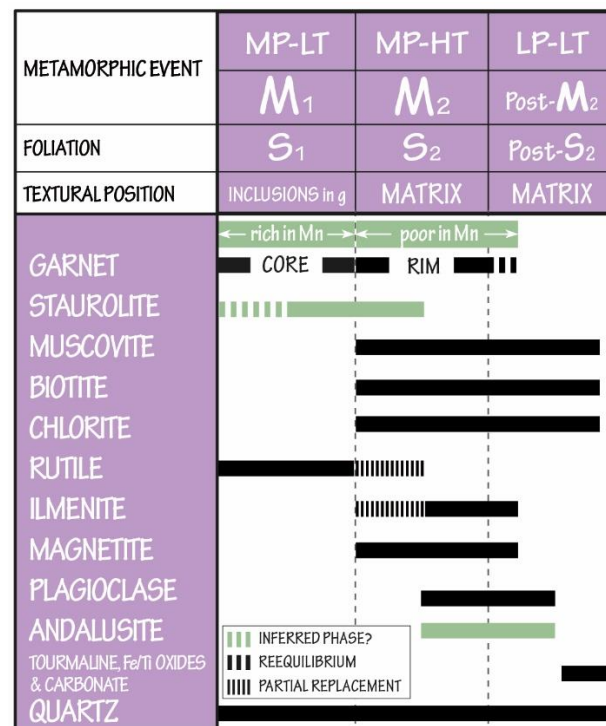 METAMORPHIC EVENT MP-LT MP-HT LP-LT
M1 M2 Post-M2
FOLIATION S1 S2 Post-S2
TEXTURAL POSITION INCLUSIONS in g MATRIX MATRIX
rich in Mn poor in Mn
GARNET CORE RIM
STAUROLITE
MUSCOVITE
BIOTITE
CHLORITE
RUTILE
ILMENITE
MAGNETITE
PLAGIOCLASE
ANDALUSITE
INFERRED PHASE?
REEQUILIBRIUM
PARTIAL REPLACEMENT
TOURMALINE, Fe/Ti OXIDES
& CARBONATE
QUARTZ